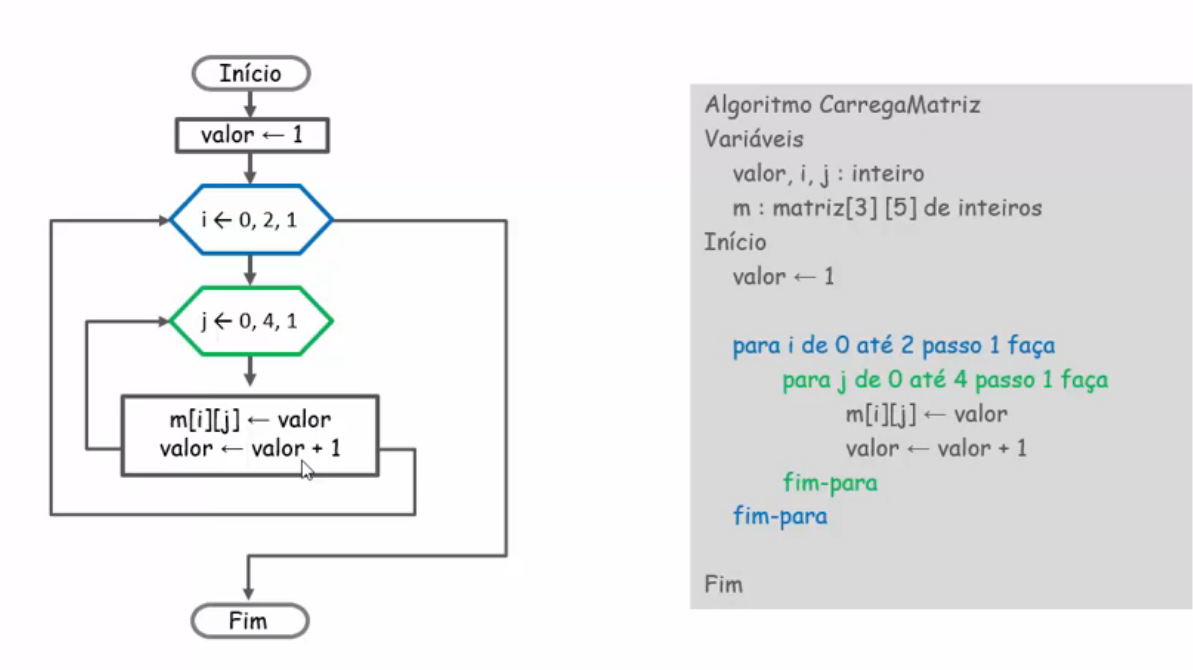 Início
valor ← 1
i ← 0, 2, 1
j ← 0, 4, 1
m[i][j] ← valor
valor ← valor + 1
Fim
Algoritmo CarregaMatriz
Variáveis
valor, i, j : inteiro
m : matriz[3] [5] de inteiros
Início
valor ← 1
para i de 0 até 2 passo 1 faça
para j de 0 até 4 passo 1 faça
m[i][j] ← valor
valor ← valor + 1
fim-para
fim-para
Fim